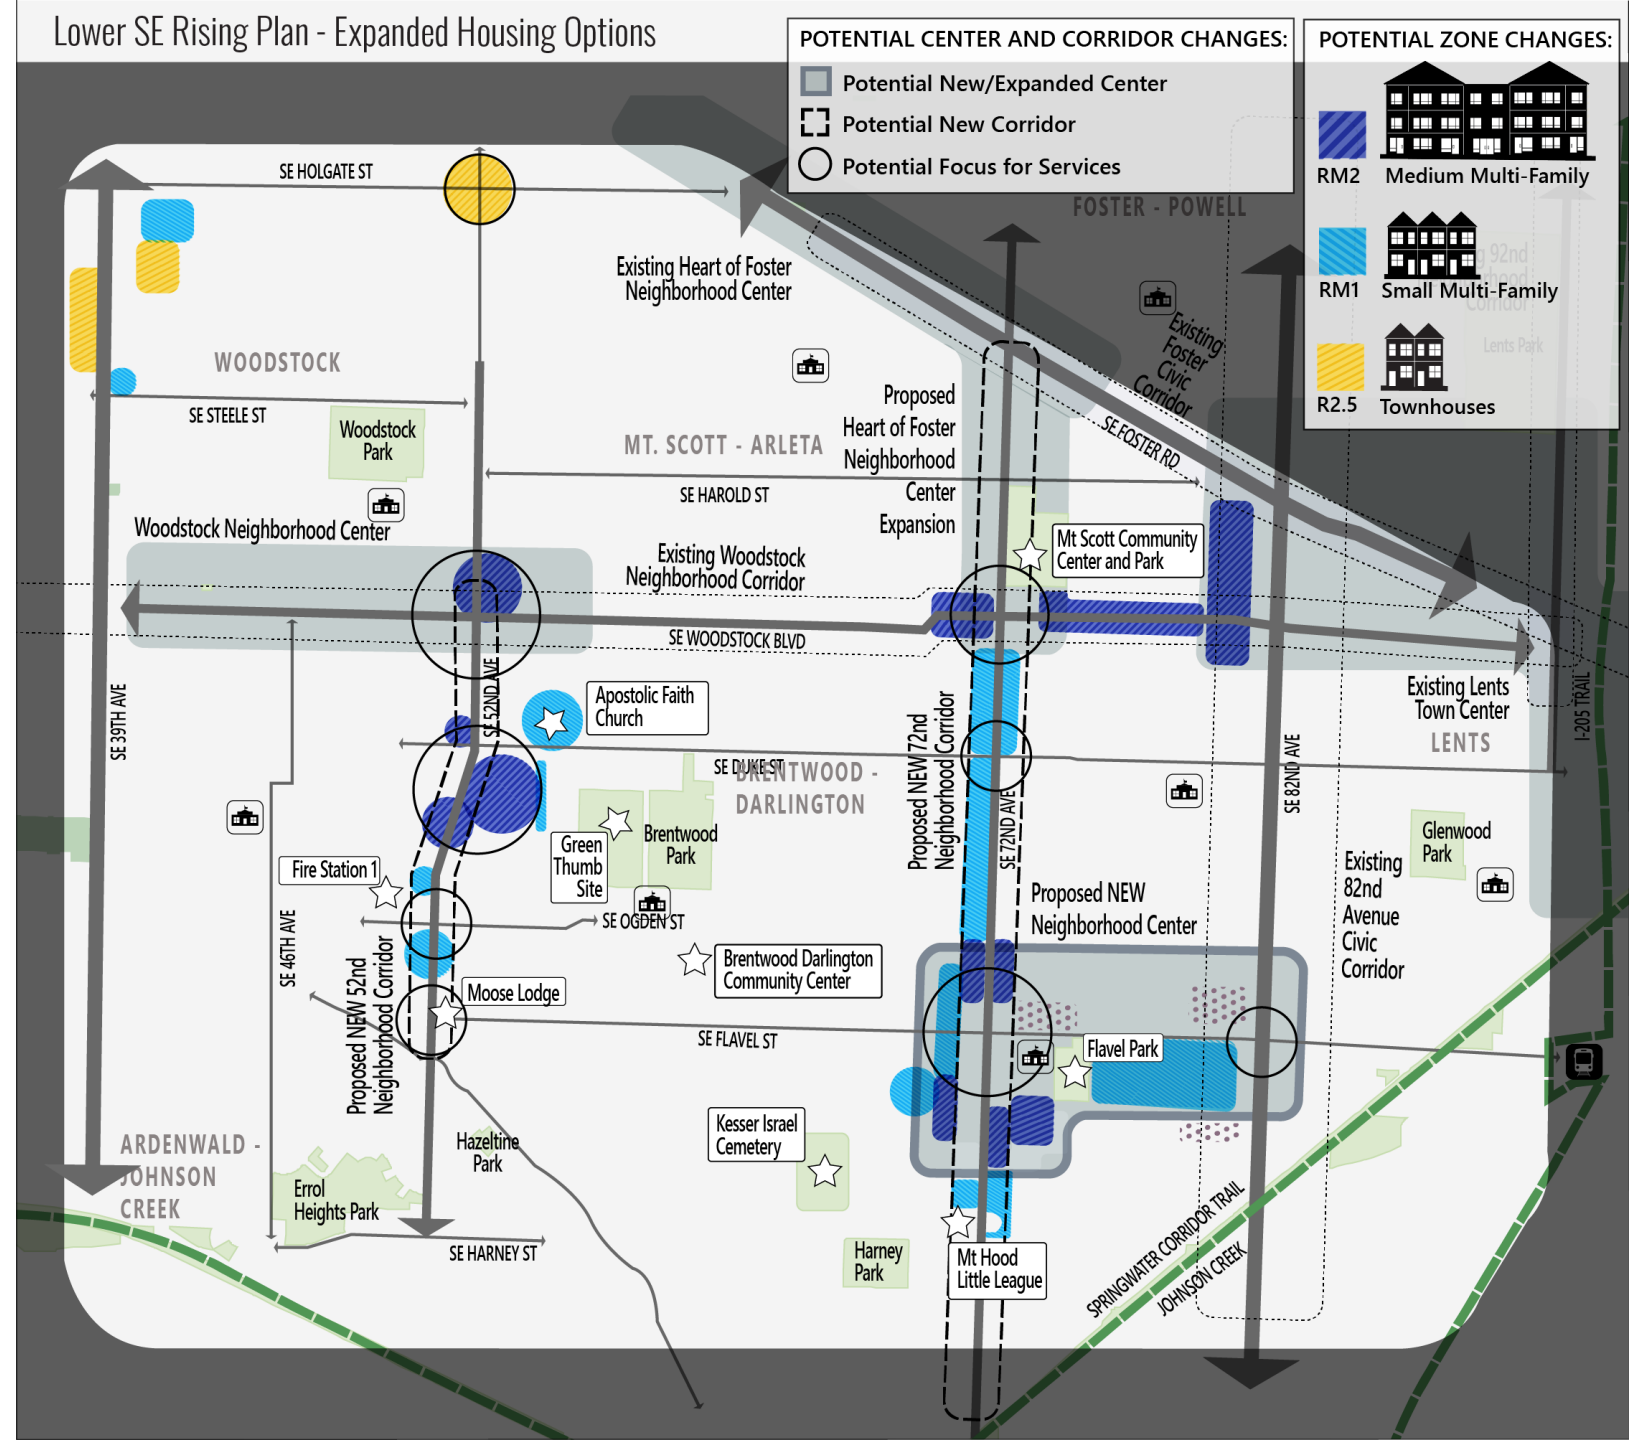 Lower SE Rising Plan - Expanded Housing Options
POTENTIAL CENTER AND CORRIDOR CHANGES:
Potential New/Expanded Center
Potential New Corridor
Potential Focus for Services
POTENTIAL ZONE CHANGES:
RM2
Medium Multi-Family
RM1
Small Multi-Family
R2.5
Townhouses
SE HOLGATE ST
FOSTER - POWELL
Existing Heart of Foster
Neighborhood Center
Existing
Foster
Civic
Corridor
Lents Park
WOODSTOCK
SE STEELE ST
Woodstock
Park
MT. SCOTT - ARLETA
Proposed
Heart of Foster
Neighborhood
Center
Expansion
SE FOSTER RD
SE HAROLD ST
Woodstock Neighborhood Center
Existing Woodstock
Neighborhood Corridor
Mt Scott Community
Center and Park
SE WOODSTOCK BLVD
SE 39TH AVE
SE 52ND AVE
Apostolic Faith
Church
Existing Lents
Town Center
LENTS
I-205 TRAIL
SE DUKE ST
BRENTWOOD -
DARLINGTON
Proposed NEW 72nd
Neighborhood Corridor
SE 72ND AVE
SE 82ND AVE
Glenwood
Park
Green
Thumb
Site
Brentwood
Park
Fire Station 1
Existing
82nd
Avenue
Civic
Corridor
SE OGDEN ST
Proposed NEW
Neighborhood Center
SE 46TH AVE
Proposed NEW 52nd
Neighborhood Corridor
Brentwood Darlington
Community Center
Moose Lodge
SE FLAVEL ST
Flavel Park
Kesser Israel
Cemetery
ARDENWALD -
JOHNSON
CREEK
Hazeltine
Park
Errol
Heights Park
SE HARNEY ST
Harney
Park
Mt Hood
Little League
SPRINGWATER CORRIDOR TRAIL
JOHNSON CREEK